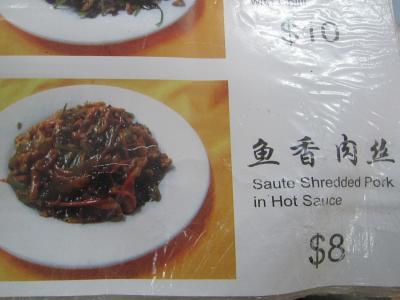 $10
鱼香肉丝
Saute Shredded Pork
in Hot Sauce
$8